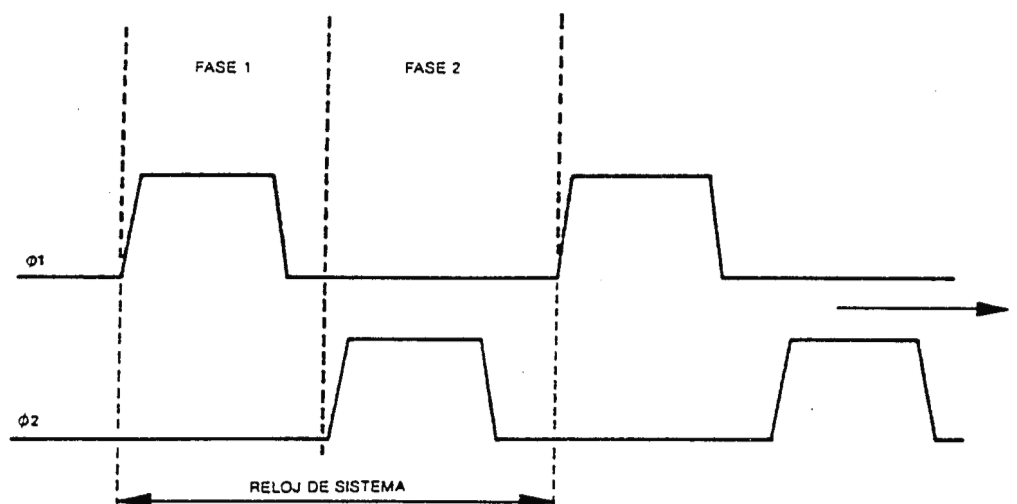 FASE 1
FASE 2
φ1
φ2
RELOJ DE SISTEMA